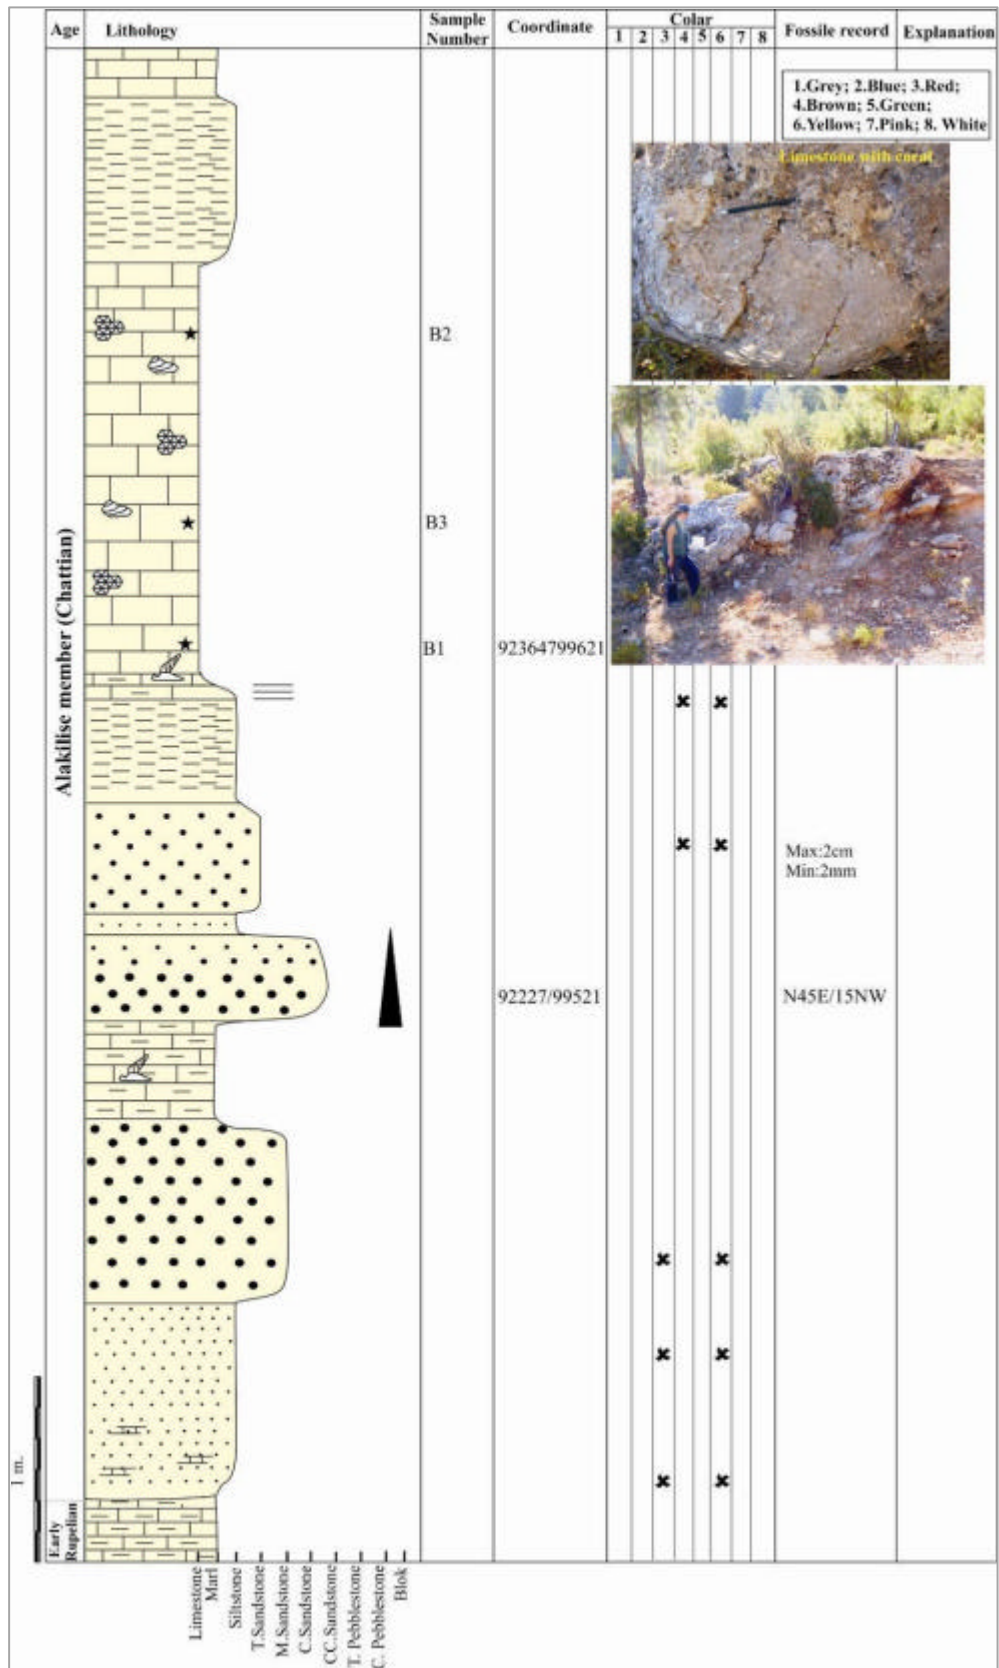 Age Lithology Sample Number Coordinate Colar Fossile record Explanation
1 2 3 4 5 6 7 8
1.Grey; 2.Blue; 3.Red;
4.Brown; 5.Green;
6.Yellow; 7.Pink; 8. White
Limestone with coral
B2
B3
B1 92364799621
Alakilise member (Chattian)
Max:2cm
Min:2mm
92227/99521 N45E/15NW
1 m.
Early
Rupelian
Limestone
Marl
Siltstone
T.Sandstone
M.Sandstone
C.Sandstone
CC.Sundstone
T. Pebblestone
C. Pebblestone
Blok